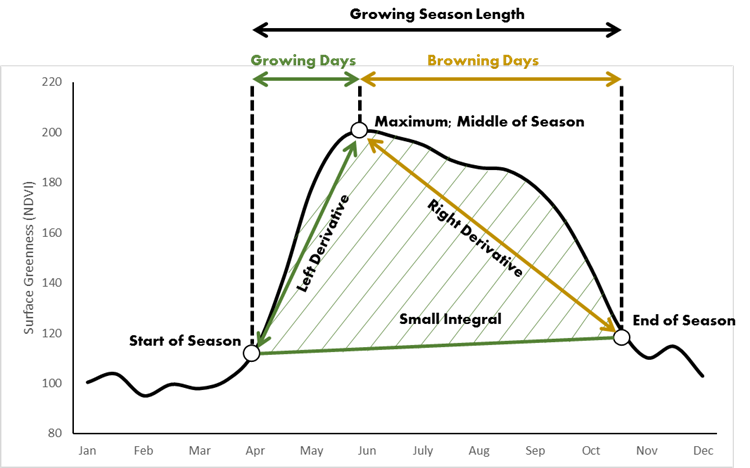 Growing Season Length
Growing Days
Browning Days
220
200
180
160
140
120
100
80
Surface Greenness (NDVI)
Maximum; Middle of Season
Left Derivative
Right Derivative
Small Integral
Start of Season
End of Season
Jan Feb Mar Apr May Jun July Aug Sep Oct Nov Dec